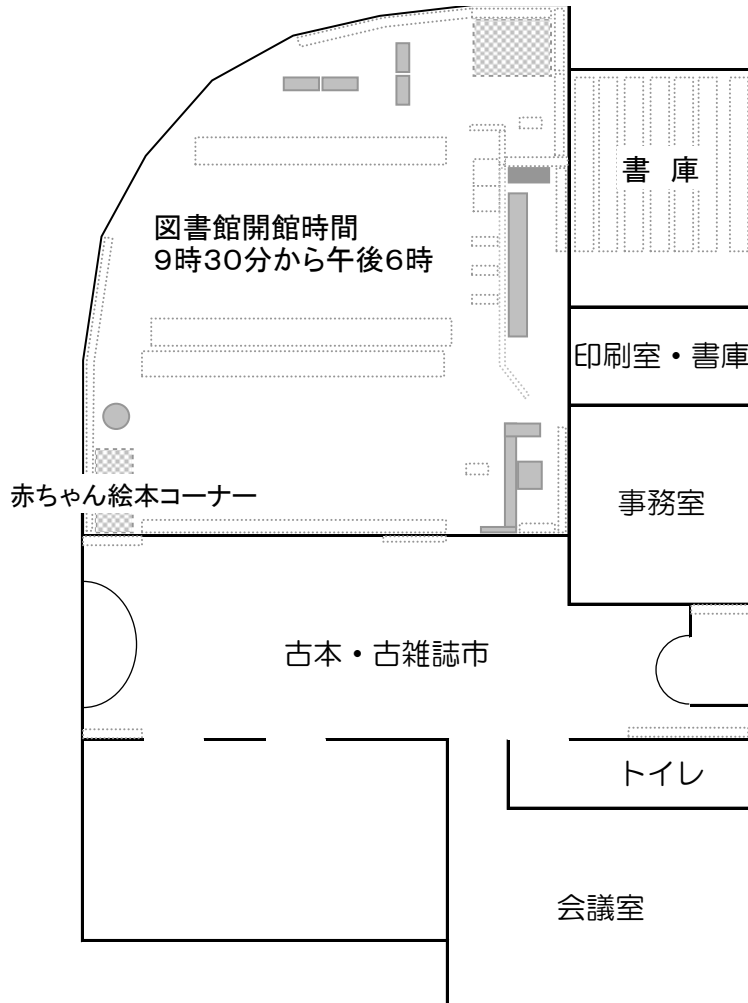 書 庫
図書館開館時間
9時30分から午後6時
印刷室・書庫
赤ちゃん絵本コーナー
事務室
古本・古雑誌市
トイレ
会議室